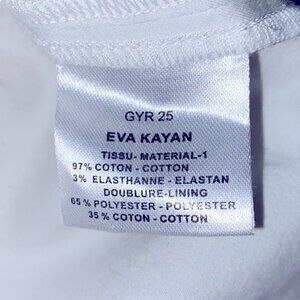 GYR 25
EVA KAYAN
TISSU- MATERIAL-1
97% COTON - COTTON
3% ELASTHANNE - ELASTAN
DOUBLURE-LINING
65 % POLYESTER - POLYESTER
35 % COTON - COTTON